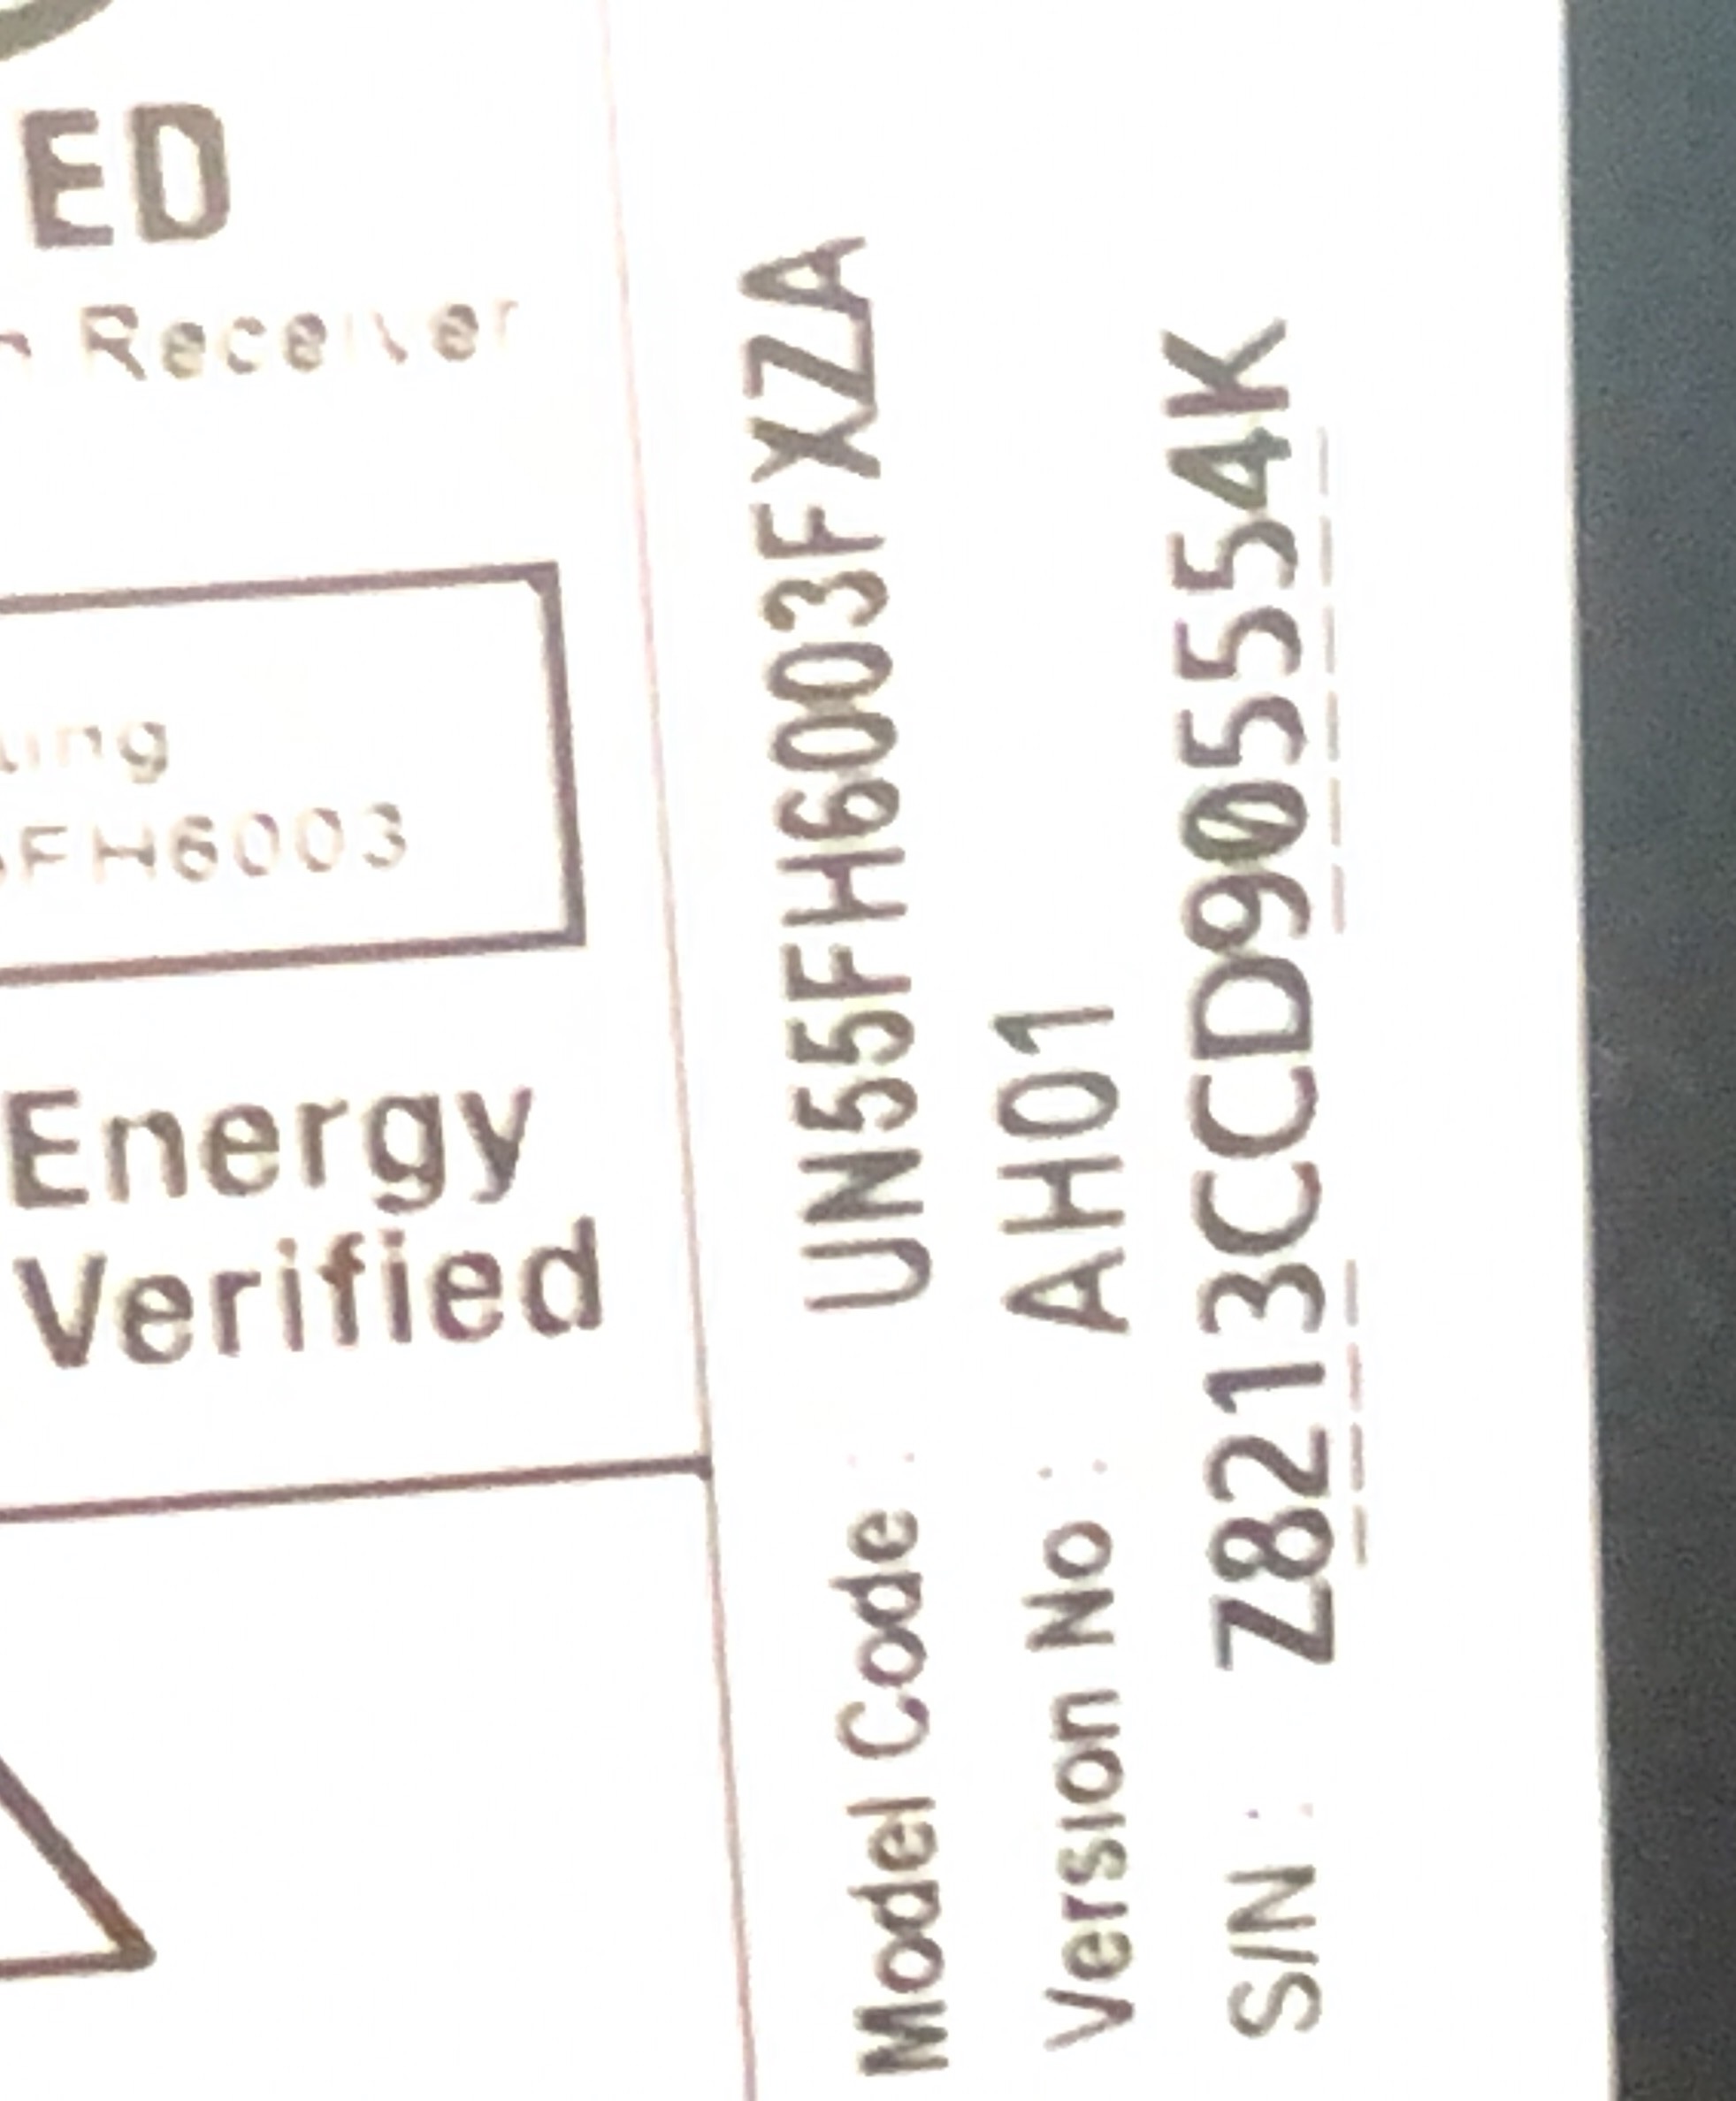 ED
Receiver
FH6003
Energy
Verified
Model Code : UN55FH6003FXZA
Version No : AH01
S/N : Z8213CCD905554K